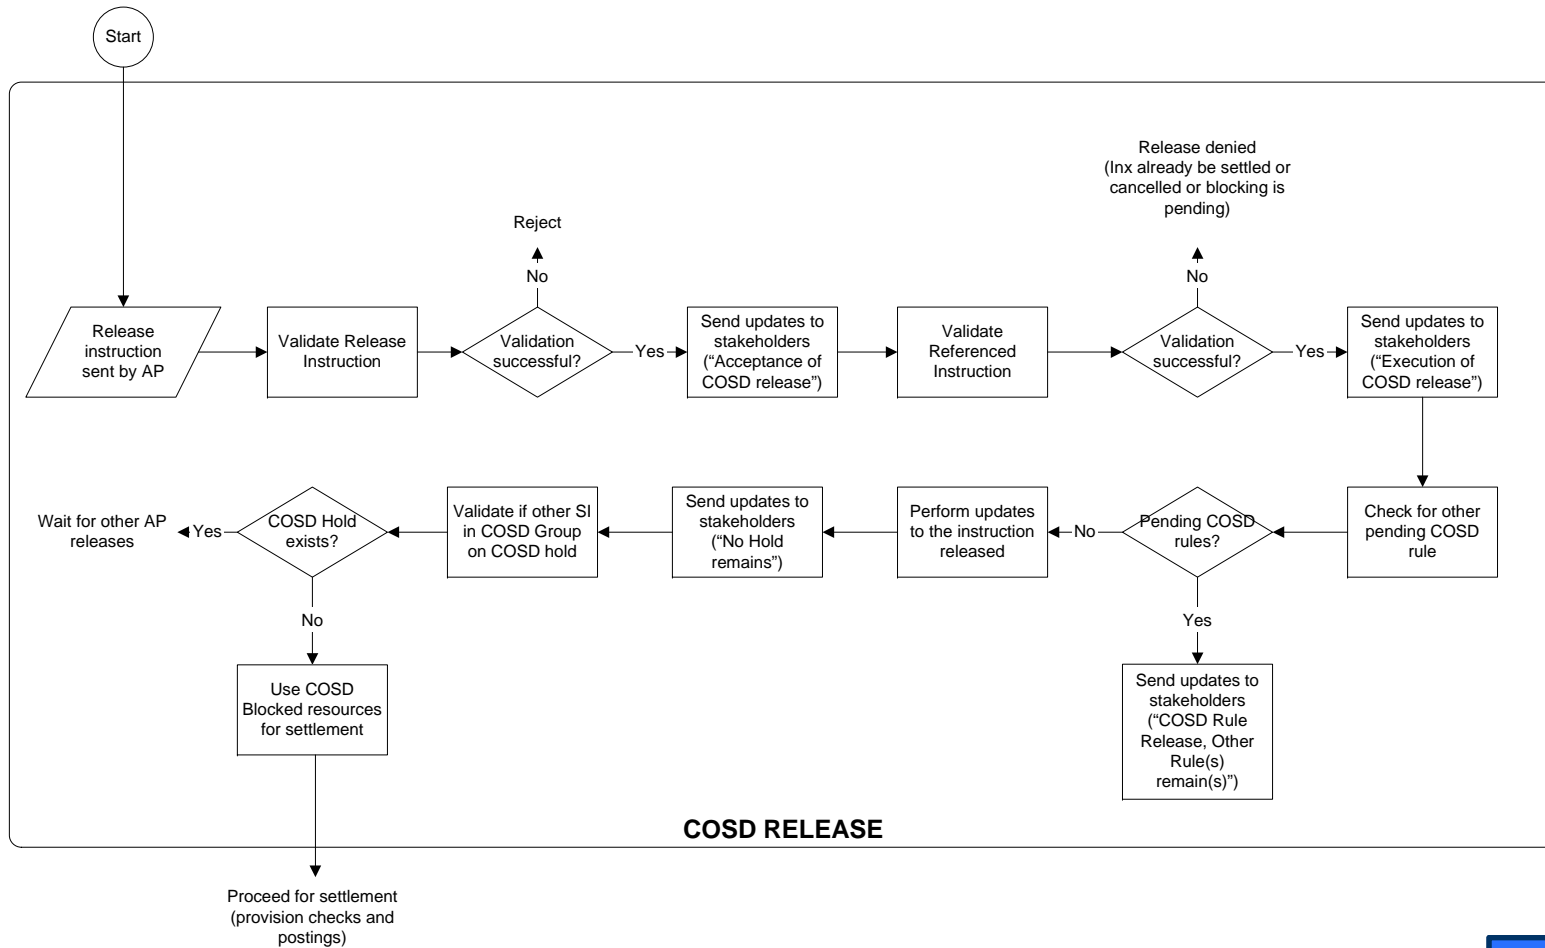 Start
Release denied
(Inx already be settled or
cancelled or blocking is
pending)
Reject
No
No
Release
instruction
sent by AP
Validate Release
Instruction
Validation
successful?
Yes
Send updates to
stakeholders
(“Acceptance of
COSD release”)
Validate
Referenced
Instruction
Validation
successful?
Yes
Send updates to
stakeholders
(“Execution of
COSD release”)
Wait for other AP
releases
Yes
COSD Hold
exists?
Validate if other SI
in COSD Group
on COSD hold
Send updates to
stakeholders
(“No Hold
remains”)
Perform updates
to the instruction
released
No
Pending COSD
rules?
Check for other
pending COSD
rule
No
Yes
Use COSD
Blocked resources
for settlement
Send updates to
stakeholders
(“COSD Rule
Release, Other
Rule(s)
remain(s)”)
COSD RELEASE
Proceed for settlement
(provision checks and
postings)